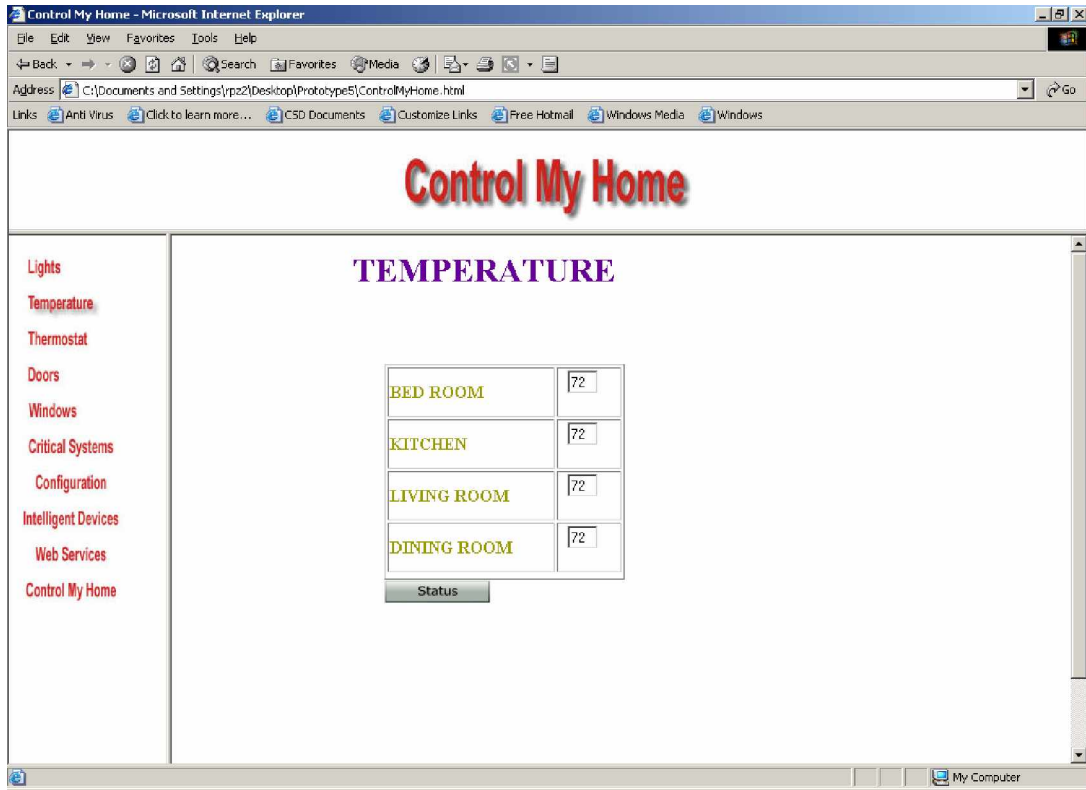 Control My Home - Microsoft Internet Explorer
File Edit View Favorites Tools Help
Back Search Favorites Media
Address C:\Documents and Settings\rpz2\Desktop\Prototype5\ControlMyHome.html Go
Links Anti Virus Click to learn more... CSD Documents Customize Links Free Hotmail Windows Media Windows
Control My Home
Lights
Temperature
Thermostat
Doors
Windows
Critical Systems
Configuration
Intelligent Devices
Web Services
Control My Home
TEMPERATURE
BED ROOM 72
KITCHEN 72
LIVING ROOM 72
DINING ROOM 72
Status
My Computer